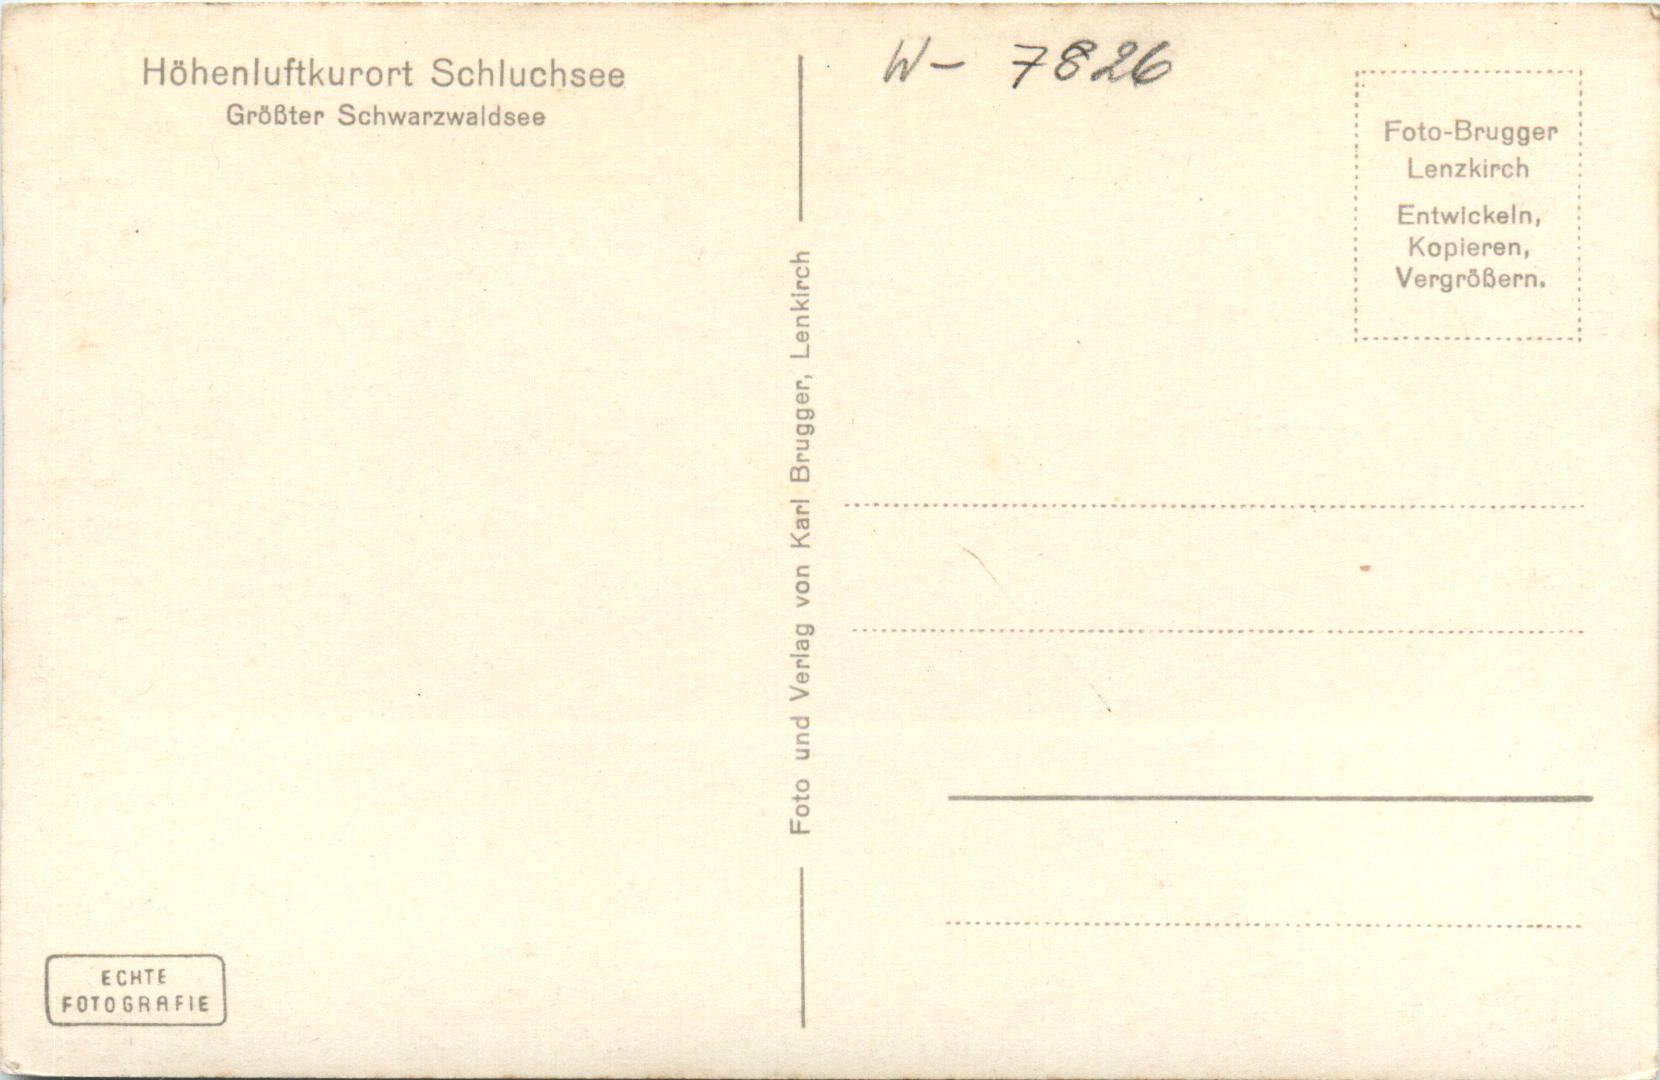 Höhenluftkurort Schluchsee
Größter Schwarzwaldsee
W- 7826
Foto-Brugger
Lenzkirch
Entwickeln,
Kopieren,
Vergrößern.
Foto und Verlag von Karl Brugger, Lenkirch
ECHTE
FOTOGRAFIE